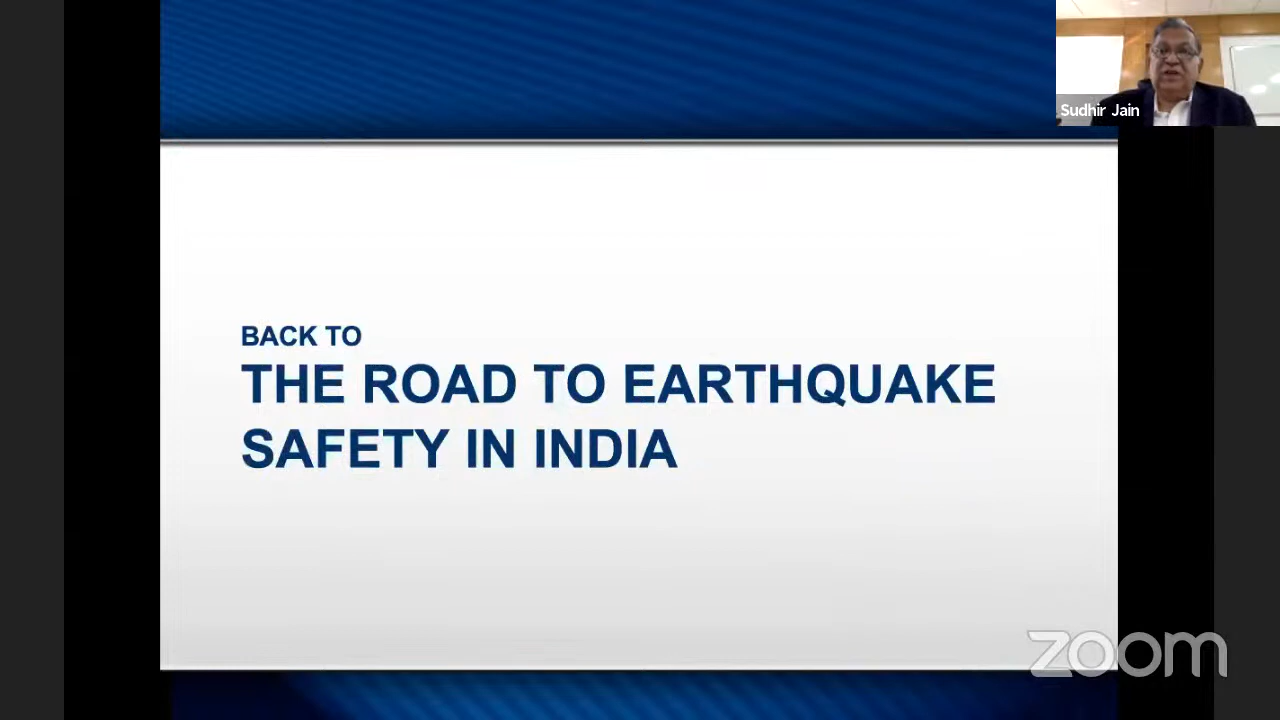 Sudhir Jain
BACK TO
THE ROAD TO EARTHQUAKE
SAFETY IN INDIA
zoom